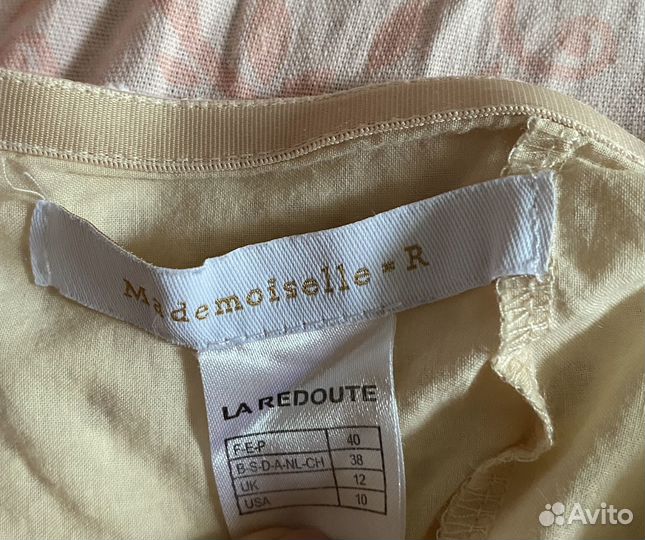 Mademoiselle = R
LA REDOUTE
F-E-P 40
B-S-D-A-NL-CH 38
UK 12
USA 10
Avito